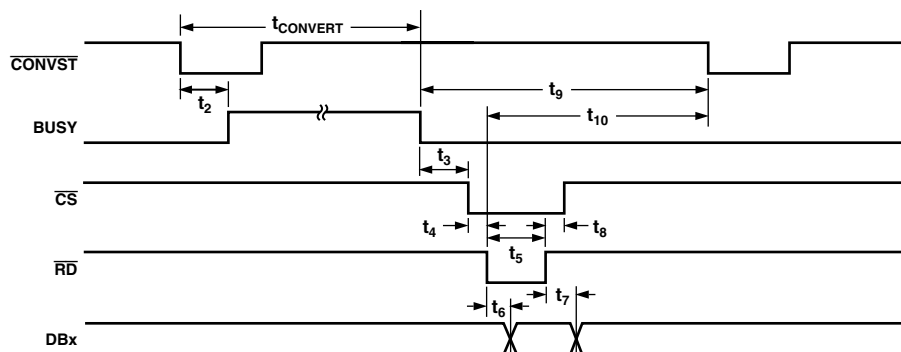 tCONVERT
CONVST
t2
t9
t10
BUSY
t3
CS
t4
t8
t5
RD
t6
t7
DBx